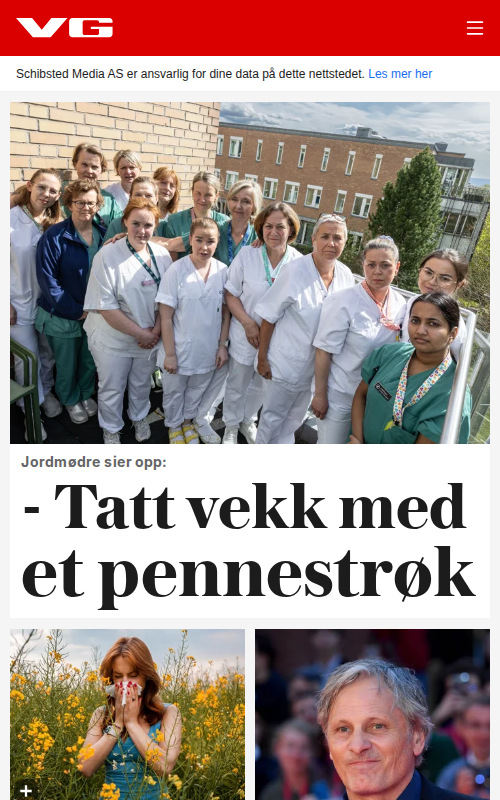 VG
Schibsted Media AS er ansvarlig for dine data på dette nettstedet. Les mer her
Jordmødre sier opp:
- Tatt vekk med
et pennestrøk